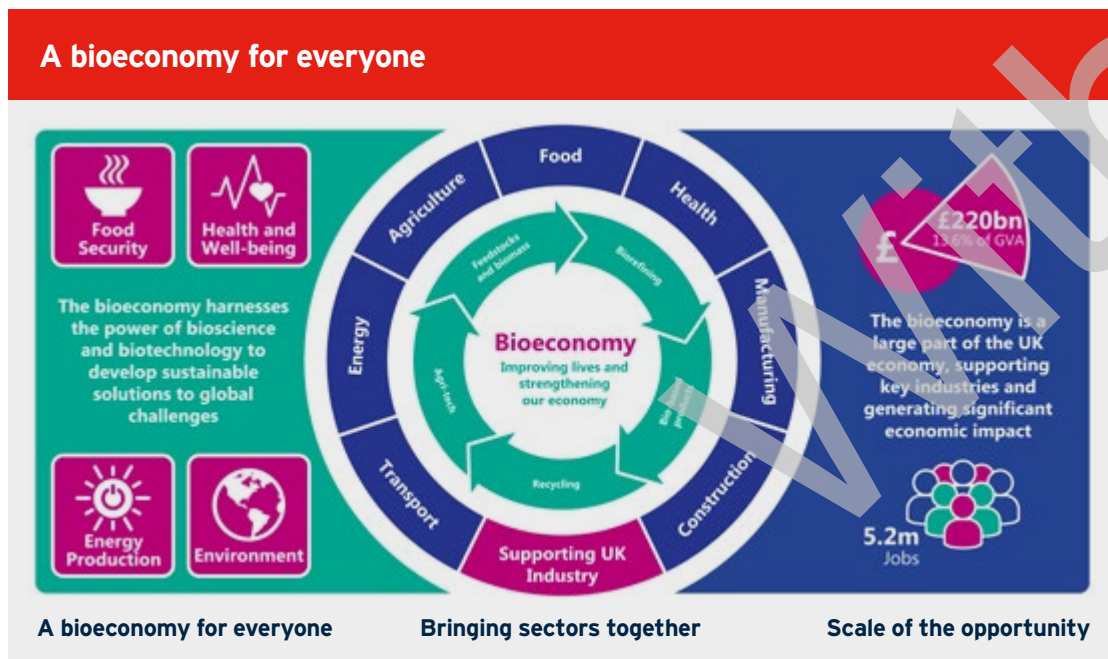 A bioeconomy for everyone
Food
Security
Health and
Well-being
The bioeconomy harnesses
the power of bioscience
and biotechnology to
develop sustainable
solutions to global
challenges
Energy
Production
Environment
Food
Health
Manufacturing
Construction
Supporting UK
Industry
Transport
Energy
Agriculture
Feedstocks
and biomass
Biorefining
Bio-based
products
Recycling
Agri-tech
Bioeconomy
Improving lives and
strengthening
our economy
£
£220bn
13.6% of GVA
The bioeconomy is a
large part of the UK
economy, supporting
key industries and
generating significant
economic impact
5.2m
Jobs
A bioeconomy for everyone
Bringing sectors together
Scale of the opportunity